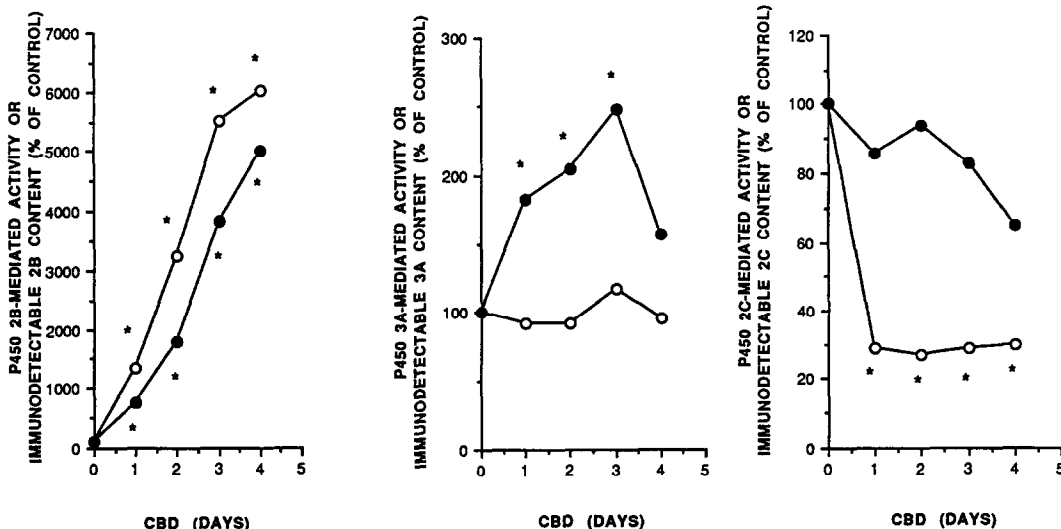 P450 2B-MEDIATED ACTIVITY OR
IMMUNODETECTABLE 2B CONTENT (% OF CONTROL)
7000
6000
5000
4000
3000
2000
1000
0
* * * *
* * * *
0 1 2 3 4 5
CBD (DAYS)
P450 3A-MEDIATED ACTIVITY OR
IMMUNODETECTABLE 3A CONTENT (% OF CONTROL)
300
200
100
0
* * *
0 1 2 3 4 5
CBD (DAYS)
P450 2C-MEDIATED ACTIVITY OR
IMMUNODETECTABLE 2C CONTENT (% OF CONTROL)
120
100
80
60
40
20
0
* * * *
0 1 2 3 4 5
CBD (DAYS)